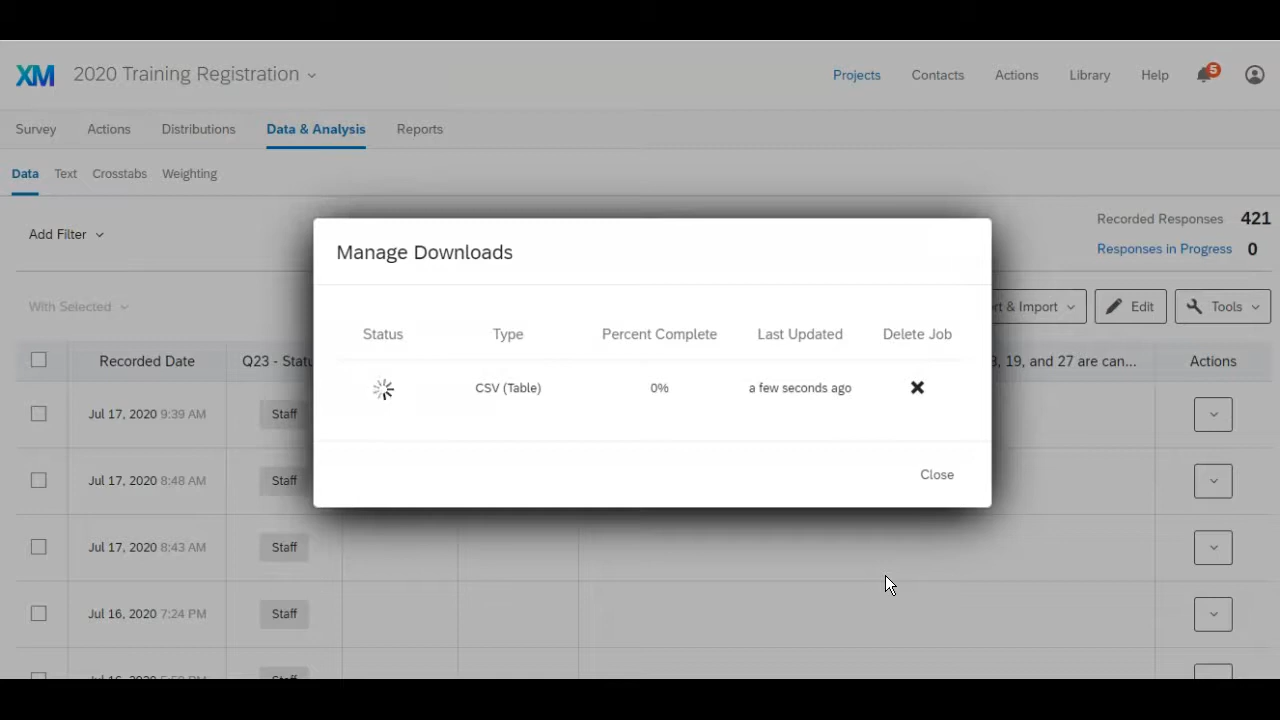 XM 2020 Training Registration Projects Contacts Actions Library Help 5
Survey Actions Distributions Data & Analysis Reports
Data Text Crosstabs Weighting
Add Filter
Recorded Responses 421
Responses in Progress 0
Manage Downloads
With Selected
rt & Import Edit Tools
Status Type Percent Complete Last Updated Delete Job
Recorded Date Q23 - Statu 3, 19, and 27 are can... Actions
CSV (Table) 0% a few seconds ago
Jul 17, 2020 9:39 AM Staff
Close
Jul 17, 2020 8:48 AM Staff
Jul 17, 2020 8:43 AM Staff
Jul 16, 2020 7:24 PM Staff